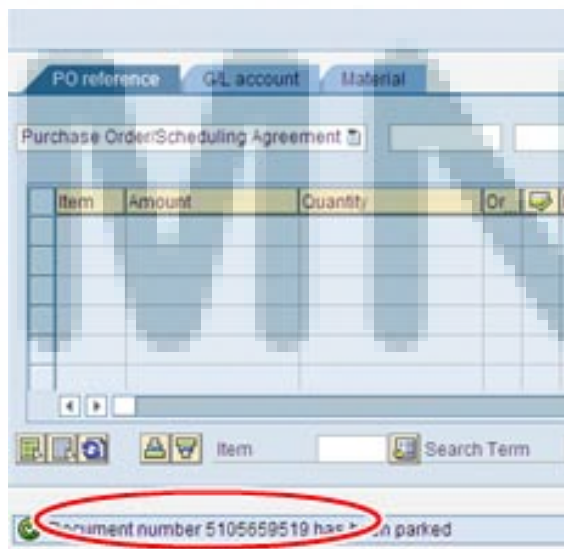 PO reference G/L account Material
Purchase Order/Scheduling Agreement
Item Amount Quantity Or
Item Search Term
Document number 5105659519 has been parked